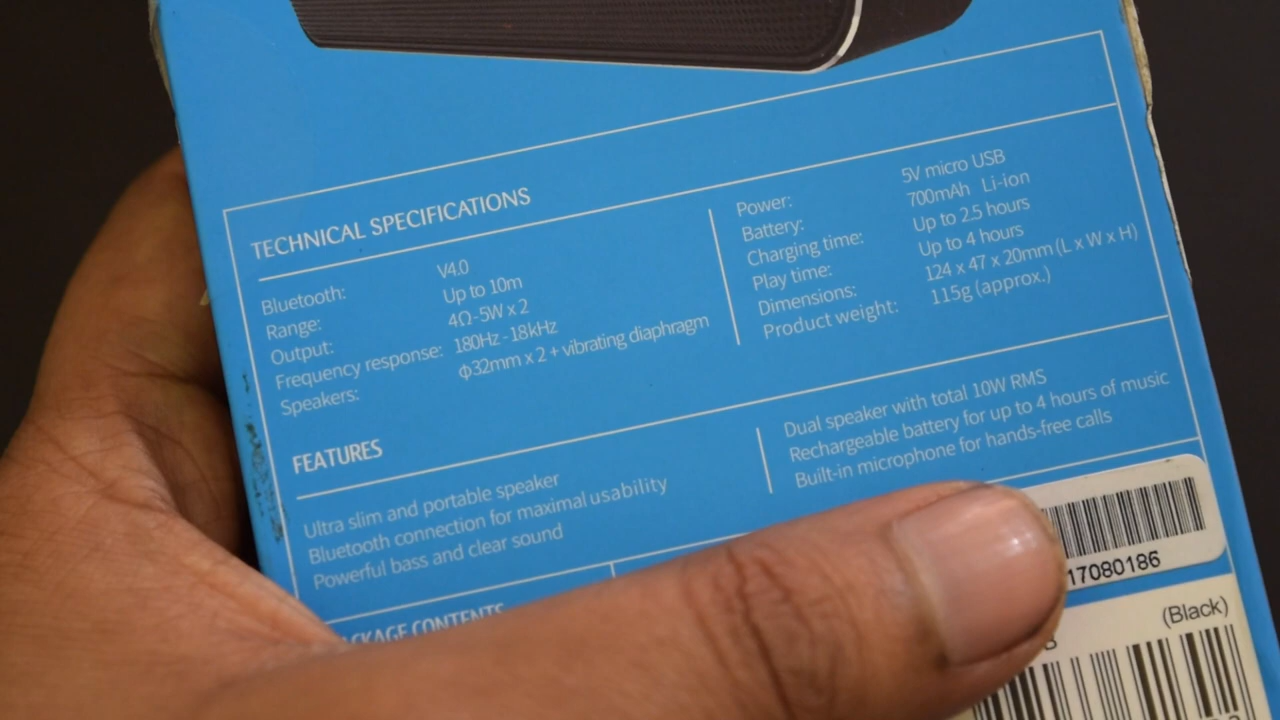 TECHNICAL SPECIFICATIONS
Bluetooth: V4.0
Range: Up to 10m
Output: 4Ω-5W x 2
Frequency response: 180Hz - 18kHz
Speakers: ϕ32mm x 2 + vibrating diaphragm
Power: 5V micro USB
Battery: 700mAh Li-ion
Charging time: Up to 2.5 hours
Play time: Up to 4 hours
Dimensions: 124 x 47 x 20mm (L x W x H)
Product weight: 115g (approx.)
FEATURES
Ultra slim and portable speaker
Bluetooth connection for maximal usability
Powerful bass and clear sound
Dual speaker with total 10W RMS
Rechargeable battery for up to 4 hours of music
Built-in microphone for hands-free calls
CONTENTS
17080186
(Black)